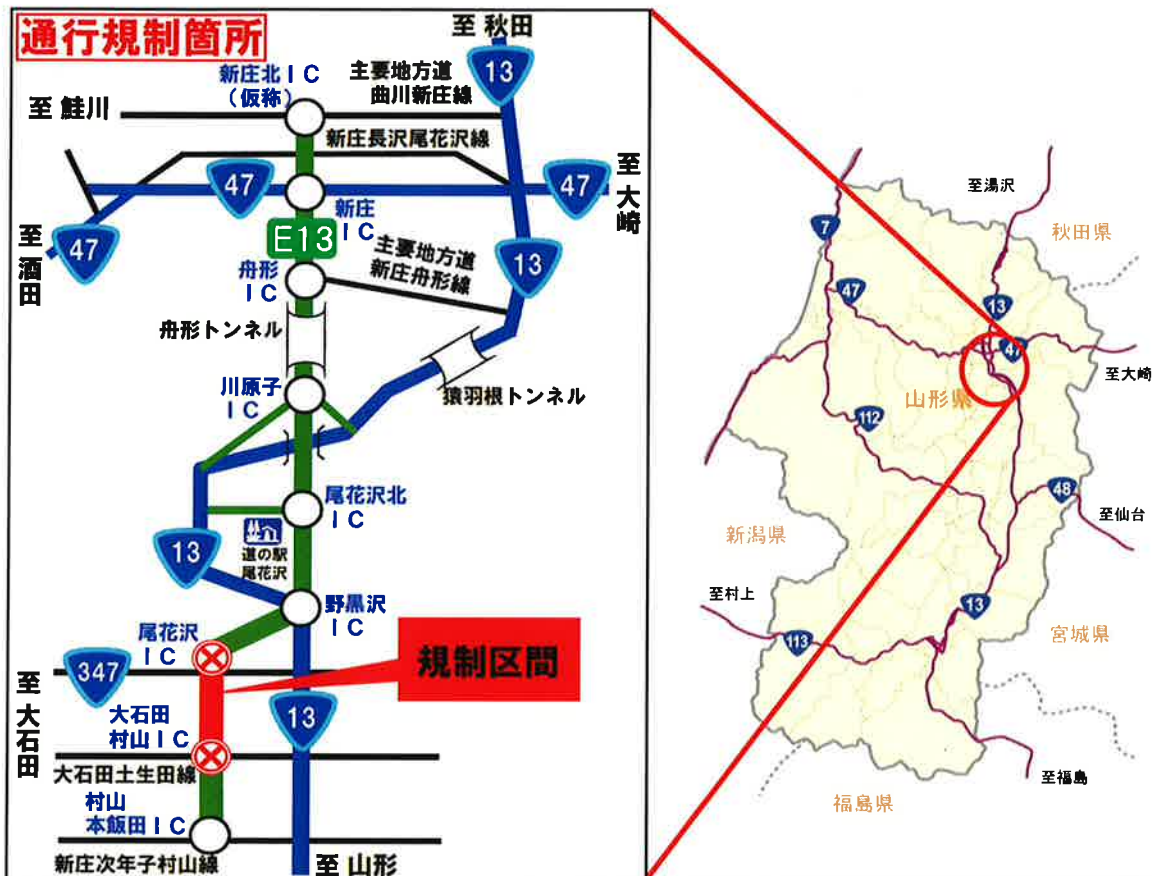 通行規制箇所
至 秋田
13
新庄北IC
(仮称)
主要地方道
曲川新庄線
至 鮭川
新庄長沢尾花沢線
47
47
至 大崎
新庄
IC
47
至 酒田
E13
主要地方道
新庄舟形線
13
舟形
IC
舟形トンネル
川原子
IC
猿羽根トンネル
尾花沢北
IC
道の駅
尾花沢
13
野黒沢
IC
尾花沢
IC
規制区間
347
至 大石田
13
大石田
村山IC
大石田土生田線
村山
本飯田IC
新庄次年子村山線
至 山形
至湯沢
秋田県
7
47
13
47
至大崎
山形県
112
48
至仙台
新潟県
至村上
13
宮城県
113
至福島
福島県